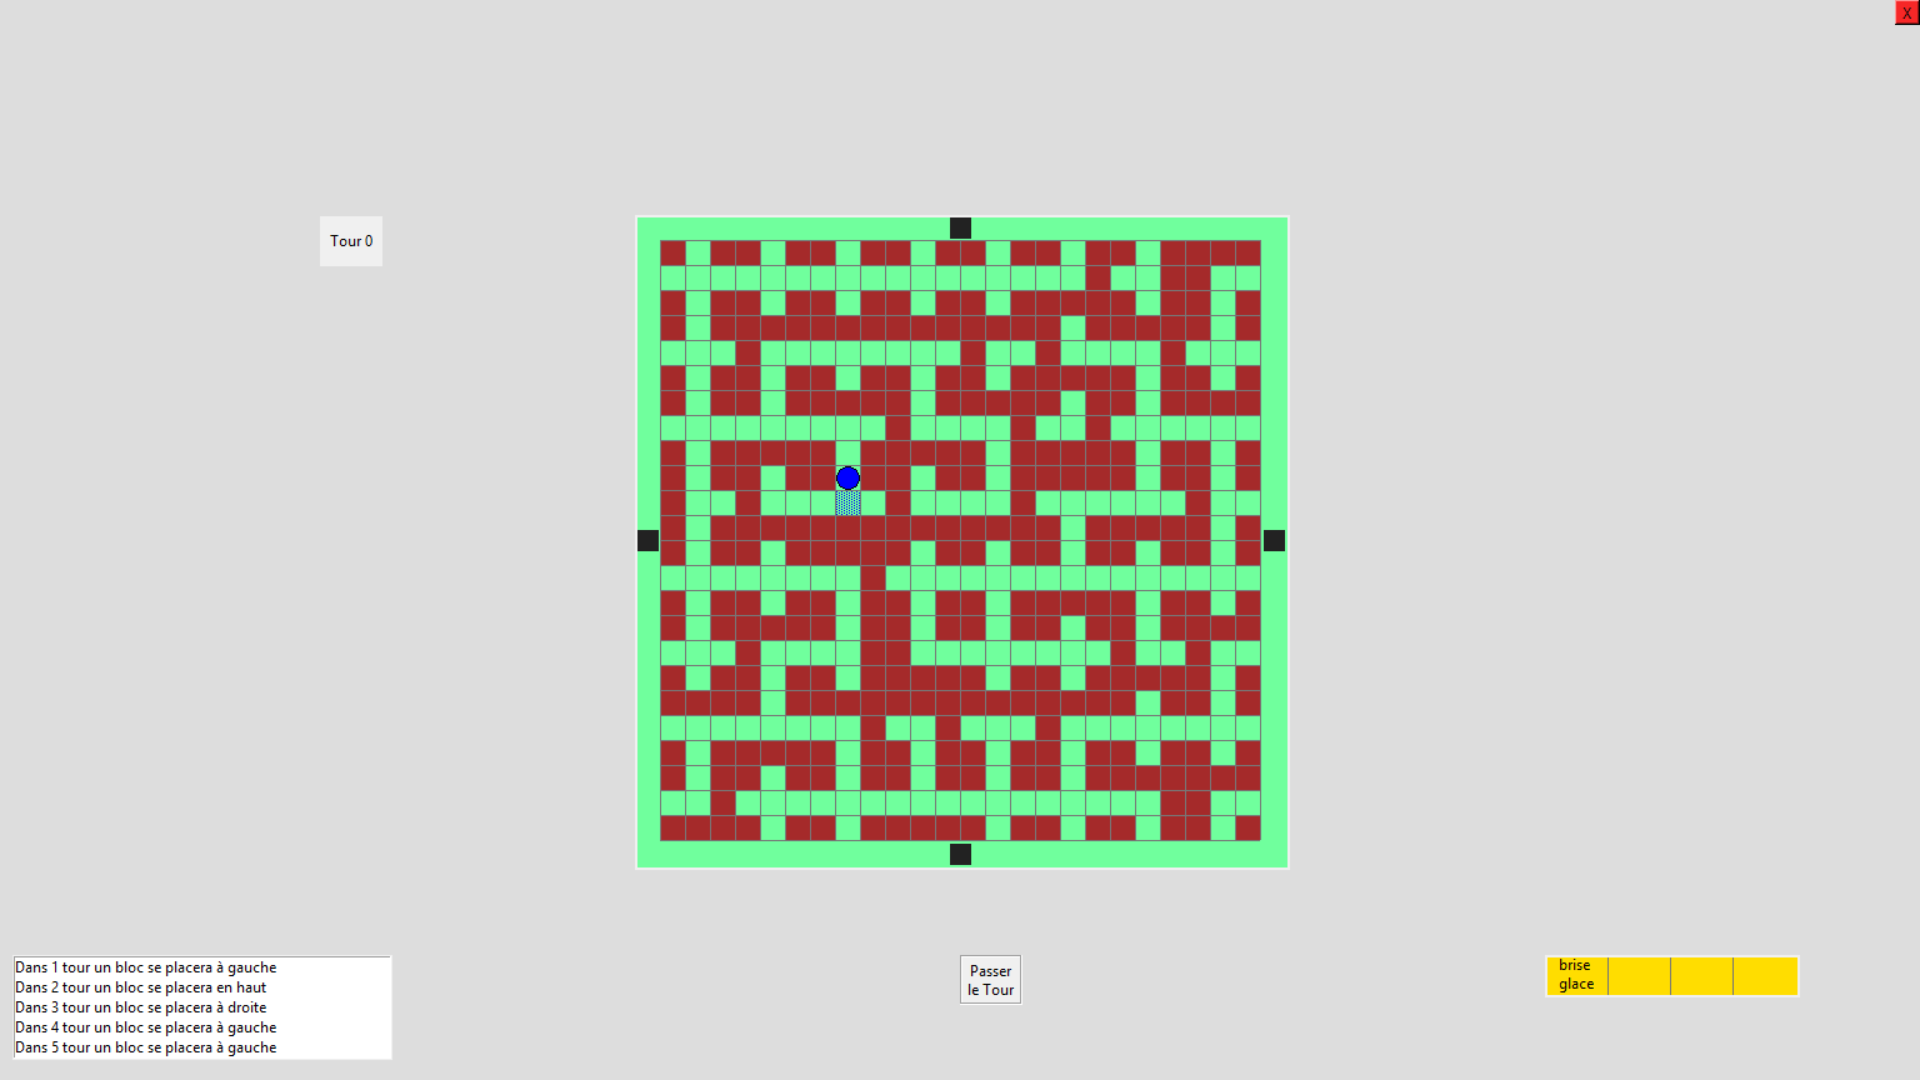 X
Tour 0
Dans 1 tour un bloc se placera à gauche
Dans 2 tour un bloc se placera en haut
Dans 3 tour un bloc se placera à droite
Dans 4 tour un bloc se placera à gauche
Dans 5 tour un bloc se placera à gauche
Passer
le Tour
brise
glace